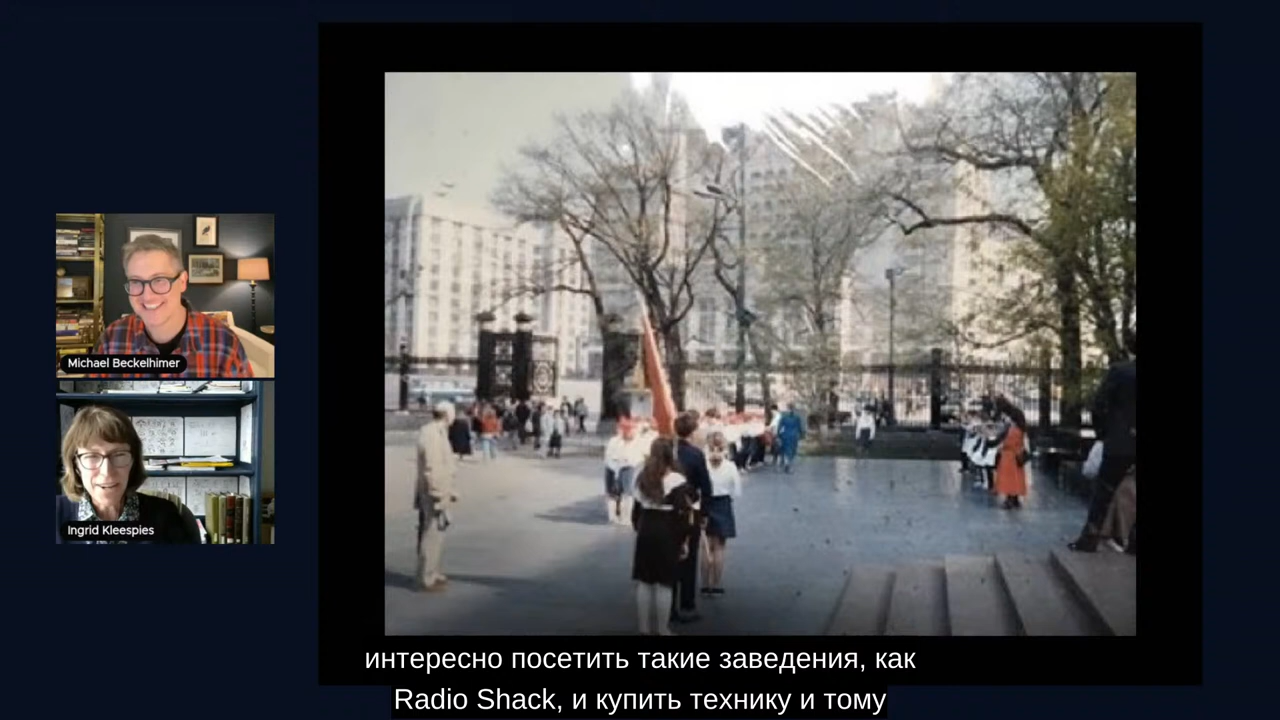 Michael Beckelhimer
Ingrid Kleespies
интересно посетить такие заведения, как
Radio Shack, и купить технику и тому